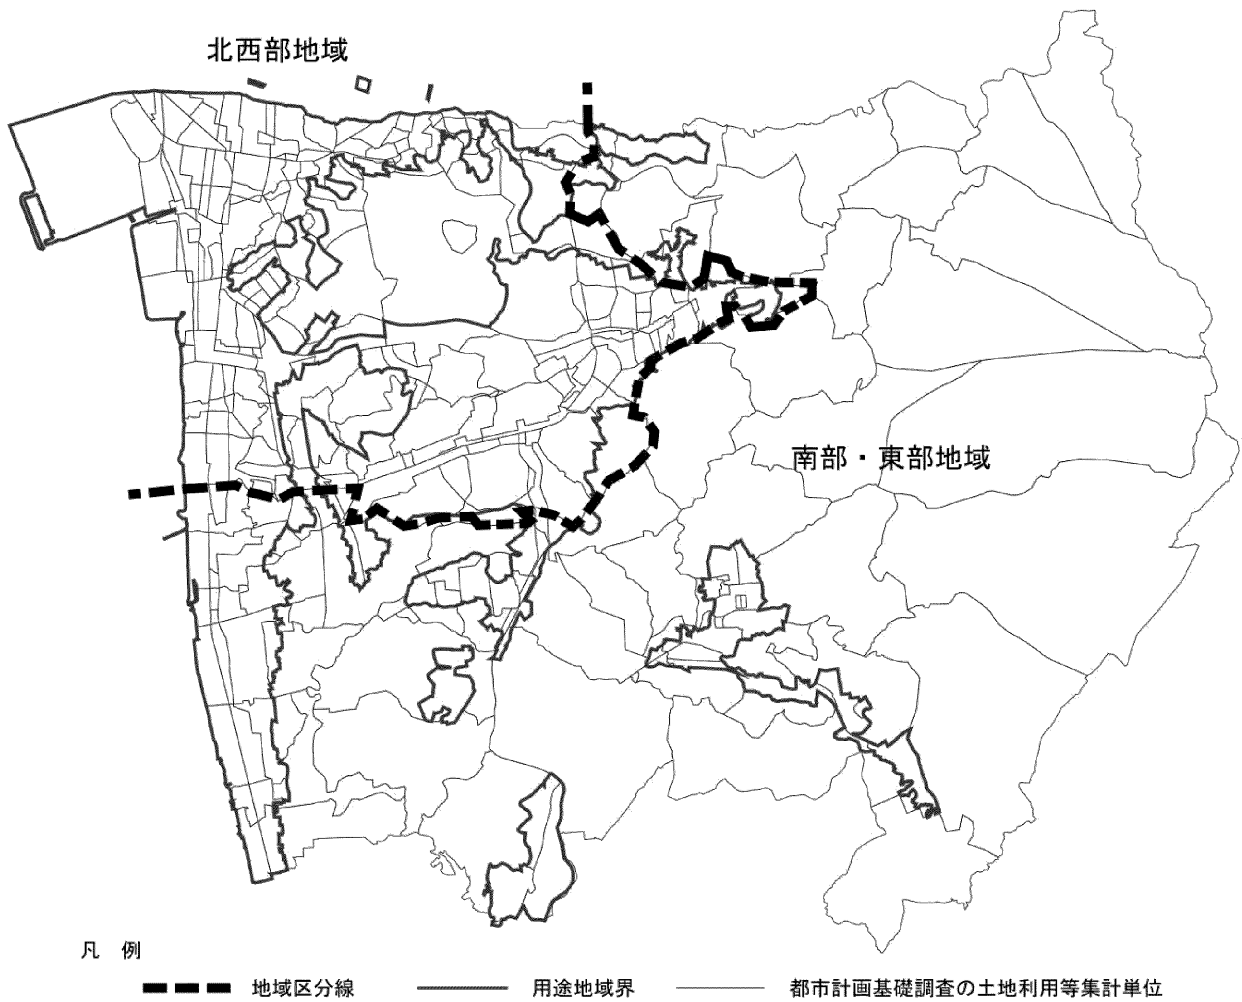 北西部地域
南部・東部地域
凡 例
地域区分線 用途地域界 都市計画基礎調査の土地利用等集計単位